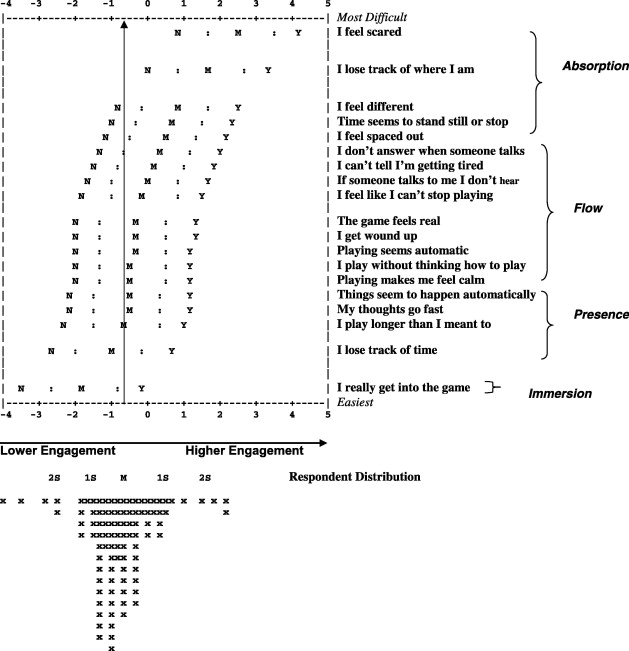 -4 -3 -2 -1 0 1 2 3 4 5
Most Difficult
N : M : Y I feel scared
Absorption
N : M : Y I lose track of where I am
N : M : Y I feel different
N : M : Y Time seems to stand still or stop
N : M : Y I feel spaced out
N : M : Y I don't answer when someone talks
N : M : Y I can't tell I'm getting tired
N : M : Y If someone talks to me I don't hear
N : M : Y I feel like I can't stop playing
Flow
N : M : Y The game feels real
N : M : Y I get wound up
N : M : Y Playing seems automatic
N : M : Y I play without thinking how to play
N : M : Y Playing makes me feel calm
N : M : Y Things seem to happen automatically
N : M : Y My thoughts go fast
Presence
N : M : Y I play longer than I meant to
N : M : Y I lose track of time
N : M : Y I really get into the game
Immersion
Easiest
-4 -3 -2 -1 0 1 2 3 4 5
Lower Engagement Higher Engagement
2S 1S M 1S 2S Respondent Distribution